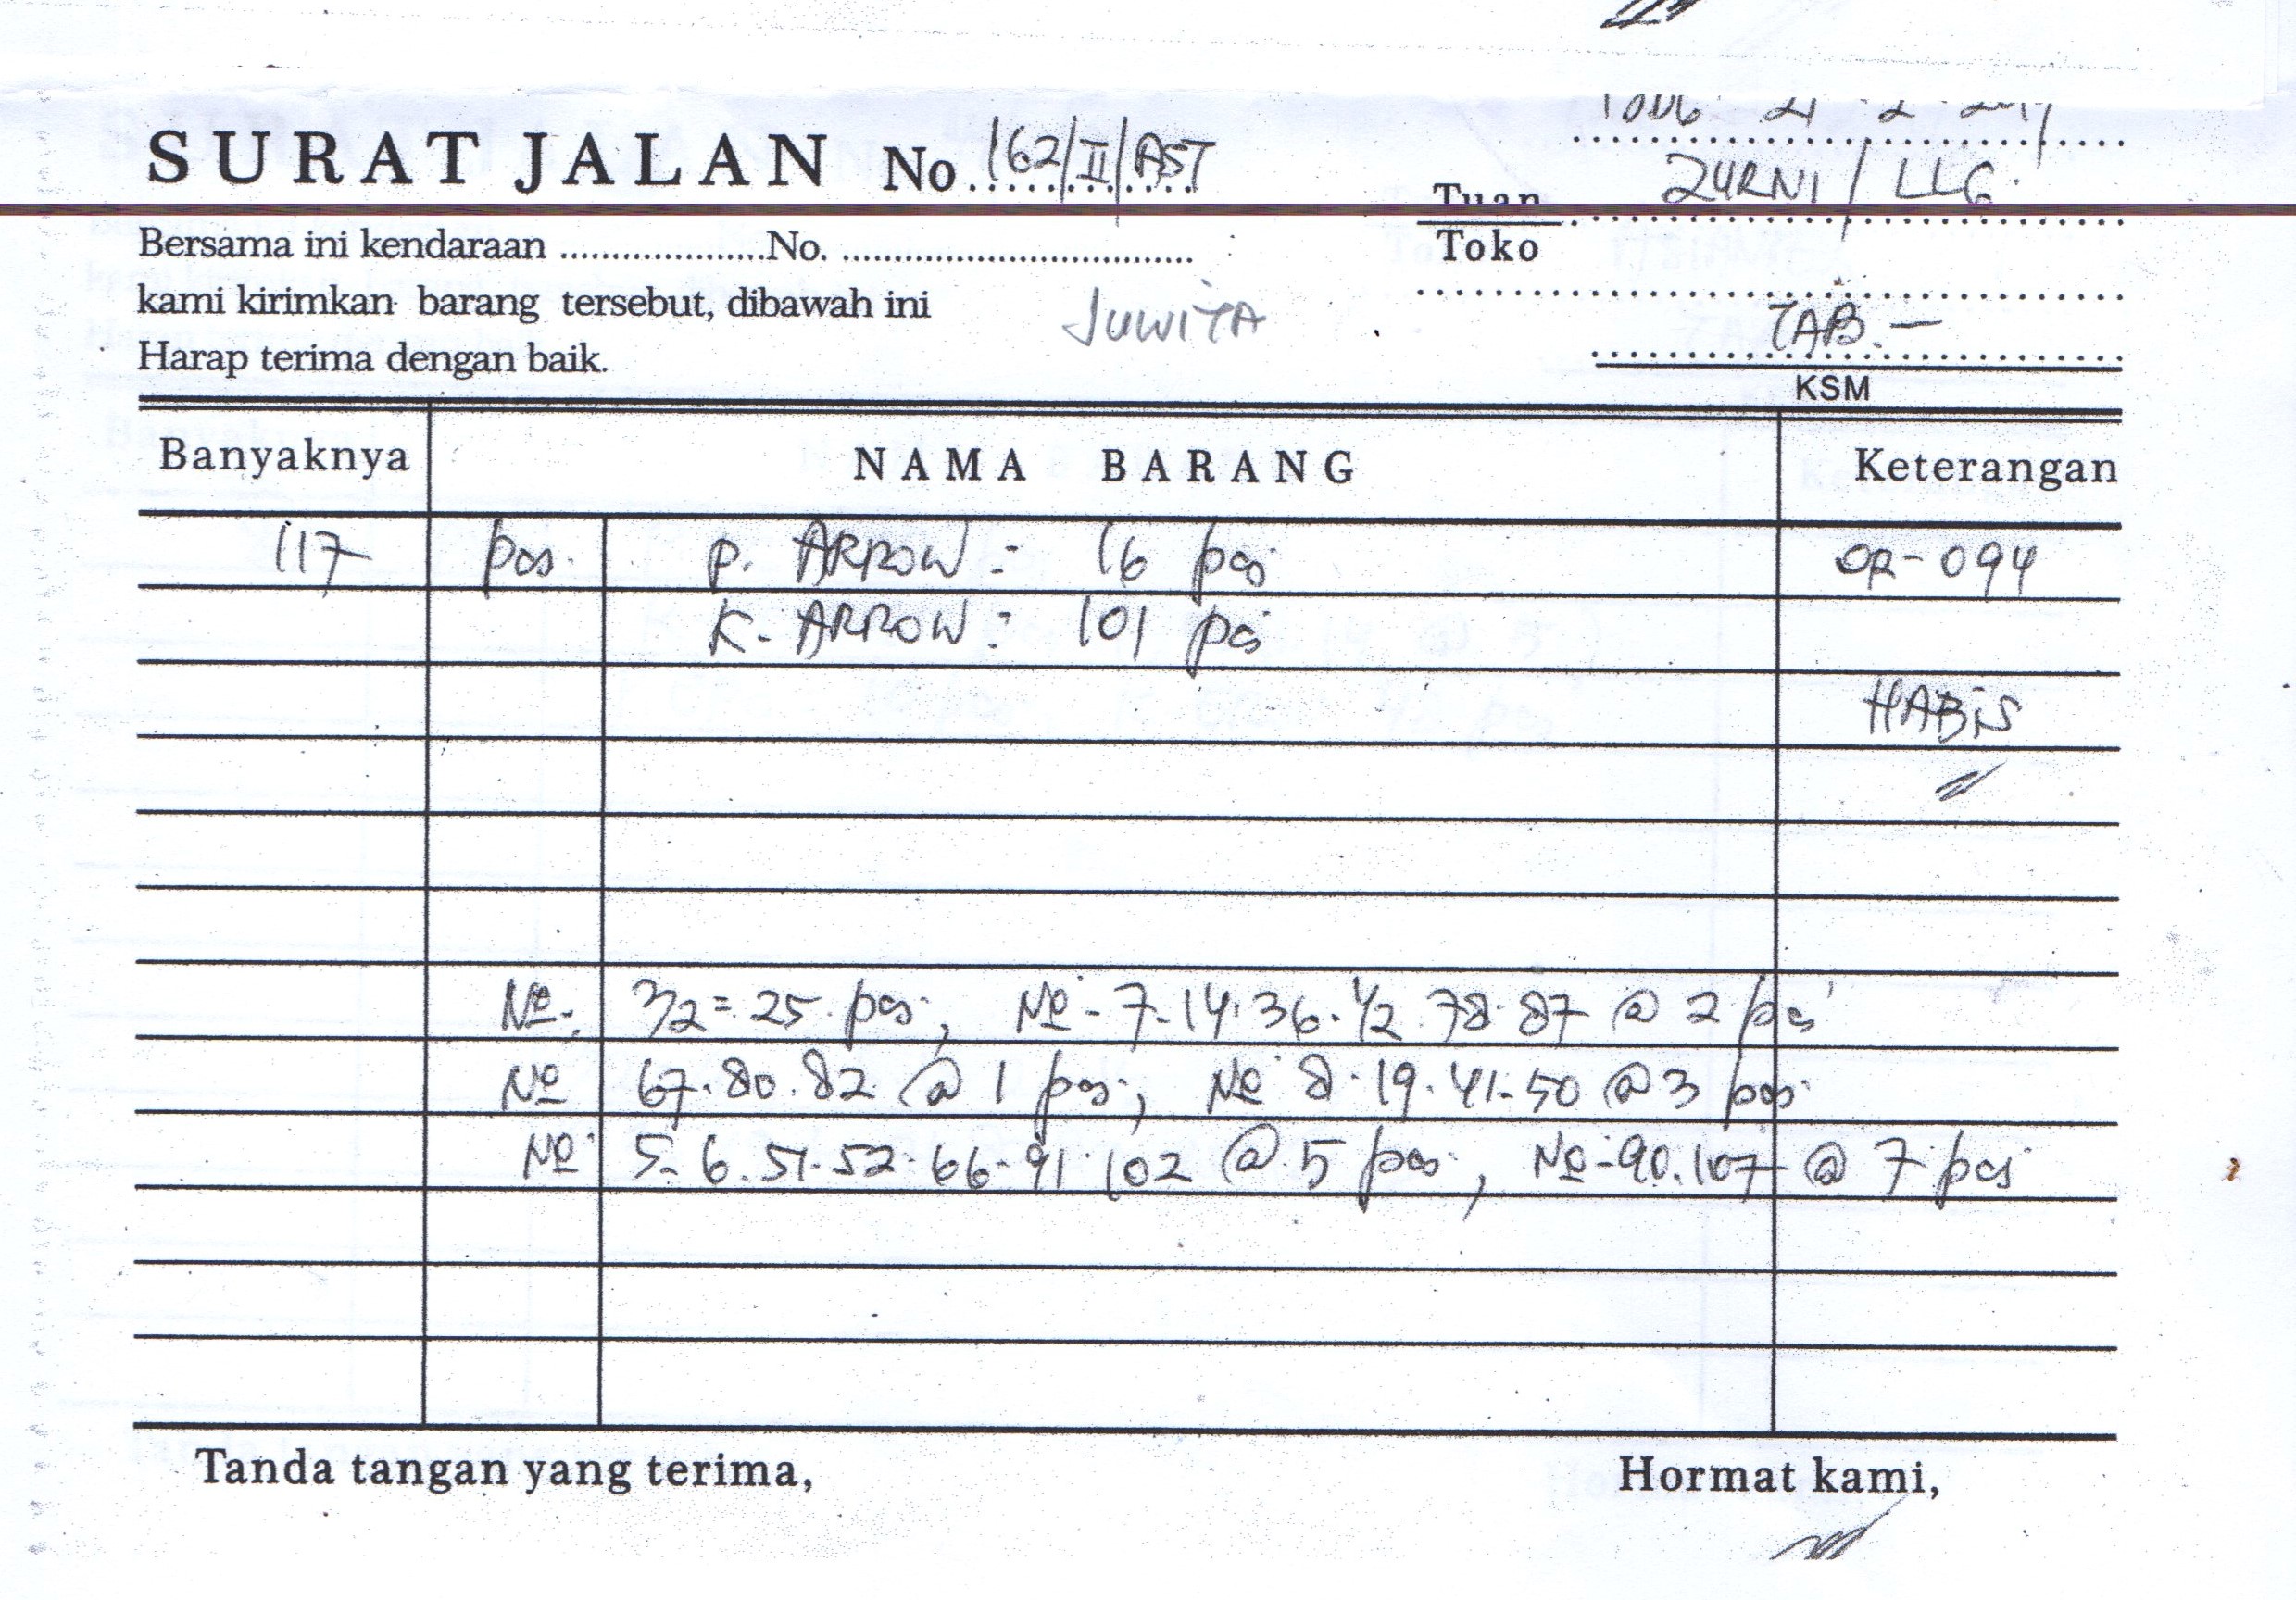 SURAT JALAN No 162/II/AST
21 - 2 -
Tuan ZURNI / LLG.
Toko
Bersama ini kendaraan ....................No. ...................................
kami kirimkan barang tersebut, dibawah ini JUWITA
TAB. —
Harap terima dengan baik.
KSM
Banyaknya NAMA BARANG Keterangan
117 pcs. P. ARROW : 16 pcs OR-094
K. ARROW : 101 pcs
HABIS
No. 3/2 = 25 pcs, No - 7-14.36.42.78.87 @ 2 pcs
No 67.80.82 @ 1 pcs, No 8.19.41.50 @ 3 pcs
No 5.6.51.52.66.91.102 @ 5 pcs, No-90.107 @ 7 pcs
Tanda tangan yang terima, Hormat kami,